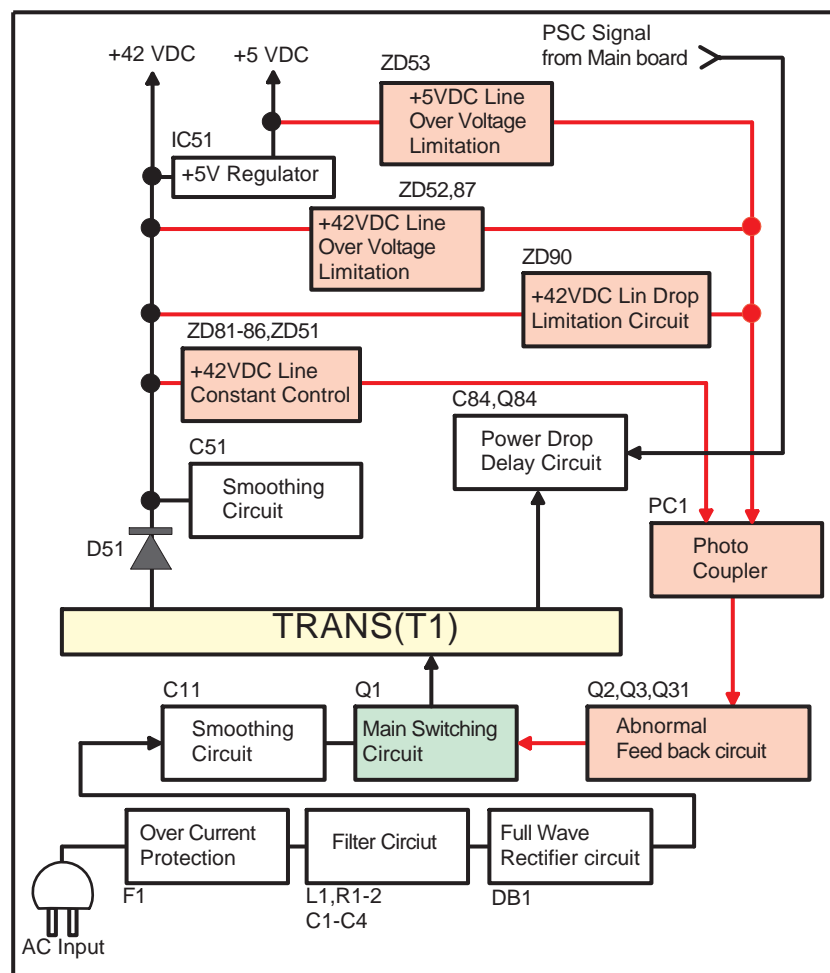 PSC Signal
from Main board
+42 VDC
+5 VDC
ZD53
+5VDC Line
Over Voltage
Limitation
IC51
+5V Regulator
ZD52,87
+42VDC Line
Over Voltage
Limitation
ZD90
+42VDC Lin Drop
Limitation Circuit
ZD81-86,ZD51
+42VDC Line
Constant Control
C84,Q84
Power Drop
Delay Circuit
C51
Smoothing
Circuit
PC1
Photo
Coupler
D51
TRANS(T1)
C11
Smoothing
Circuit
Q1
Main Switching
Circuit
Q2,Q3,Q31
Abnormal
Feed back circuit
Over Current
Protection
F1
Filter Circiut
L1,R1-2
C1-C4
Full Wave
Rectifier circuit
DB1
AC Input